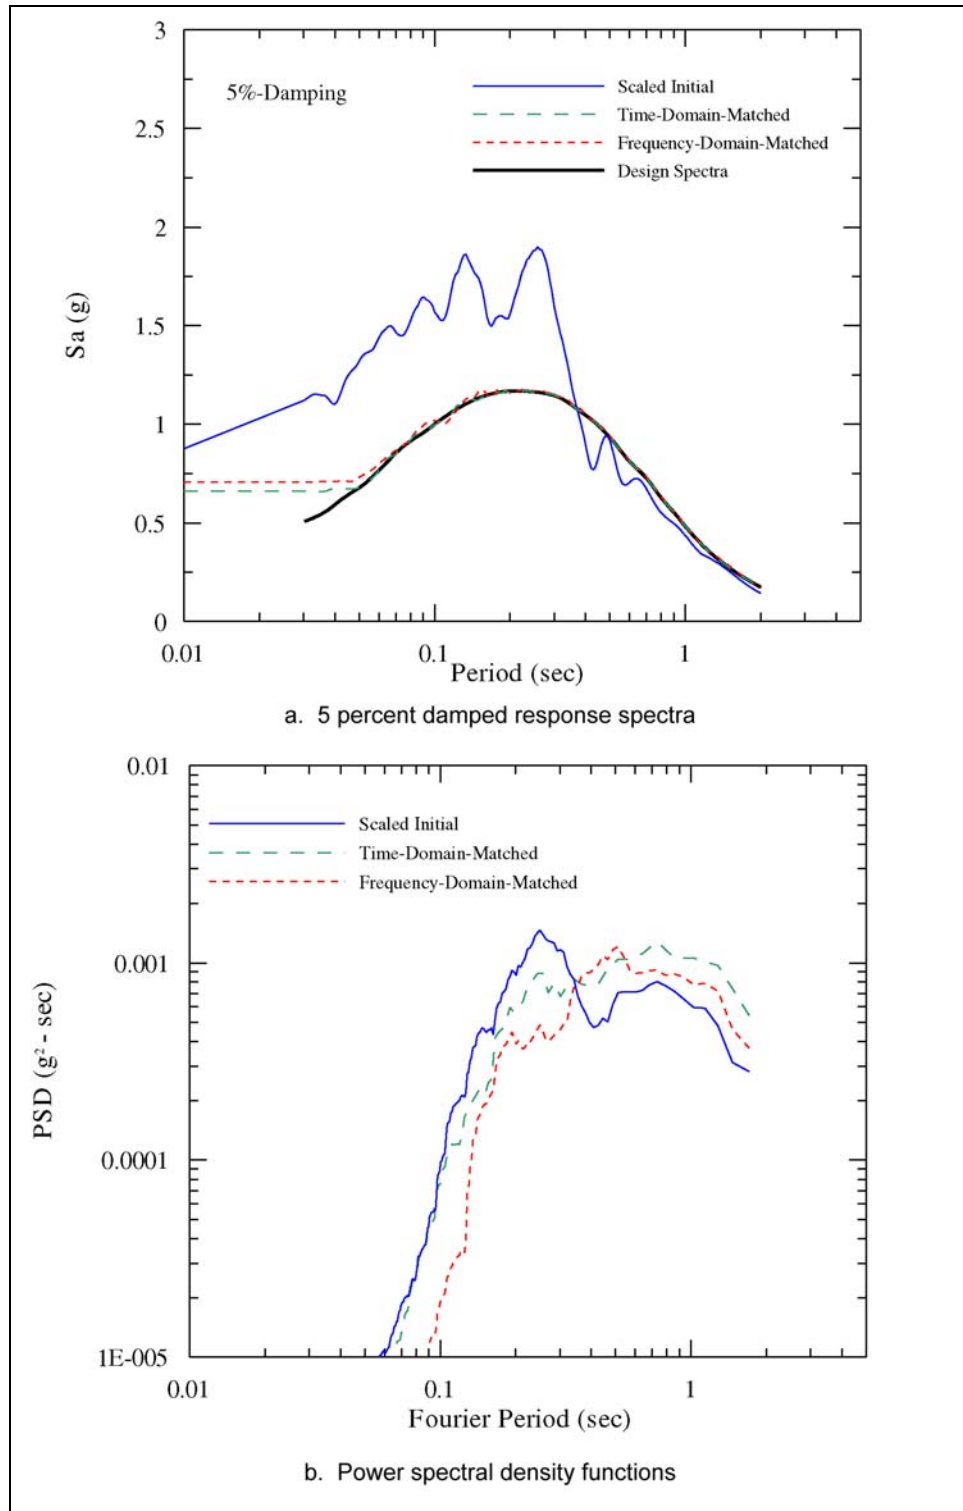 3
5%-Damping
Scaled Initial
Time-Domain-Matched
Frequency-Domain-Matched
Design Spectra
2.5
2
1.5
1
0.5
0
Sa (g)
0.01
0.1
1
Period (sec)
a. 5 percent damped response spectra
0.01
Scaled Initial
Time-Domain-Matched
Frequency-Domain-Matched
0.001
0.0001
1E-005
PSD (g² - sec)
0.01
0.1
1
Fourier Period (sec)
b. Power spectral density functions